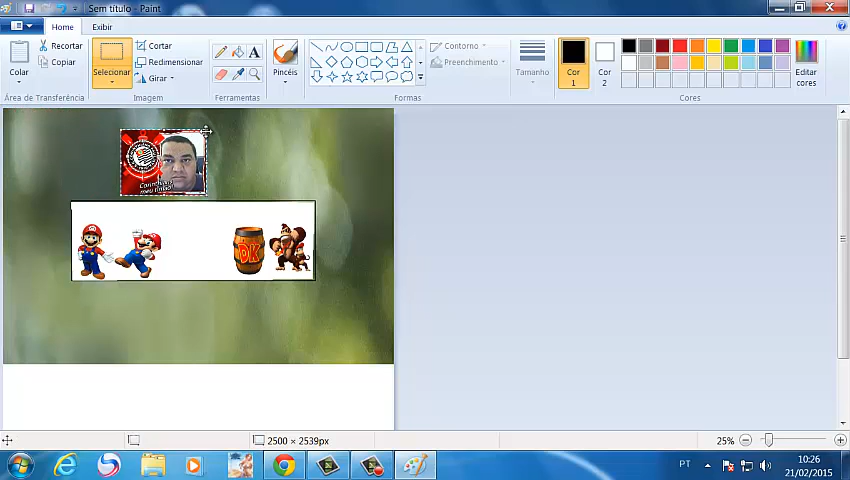 Sem título - Paint
Home
Exibir
Colar
Recortar
Copiar
Área de Transferência
Selecionar
Cortar
Redimensionar
Girar
Imagem
A
Ferramentas
Pincéis
Contorno
Preenchimento
Formas
Tamanho
Cor
1
Cor
2
Editar
cores
Cores
meu timão!
DK
2500 × 2539px
25%
PT
10:26
21/02/2015